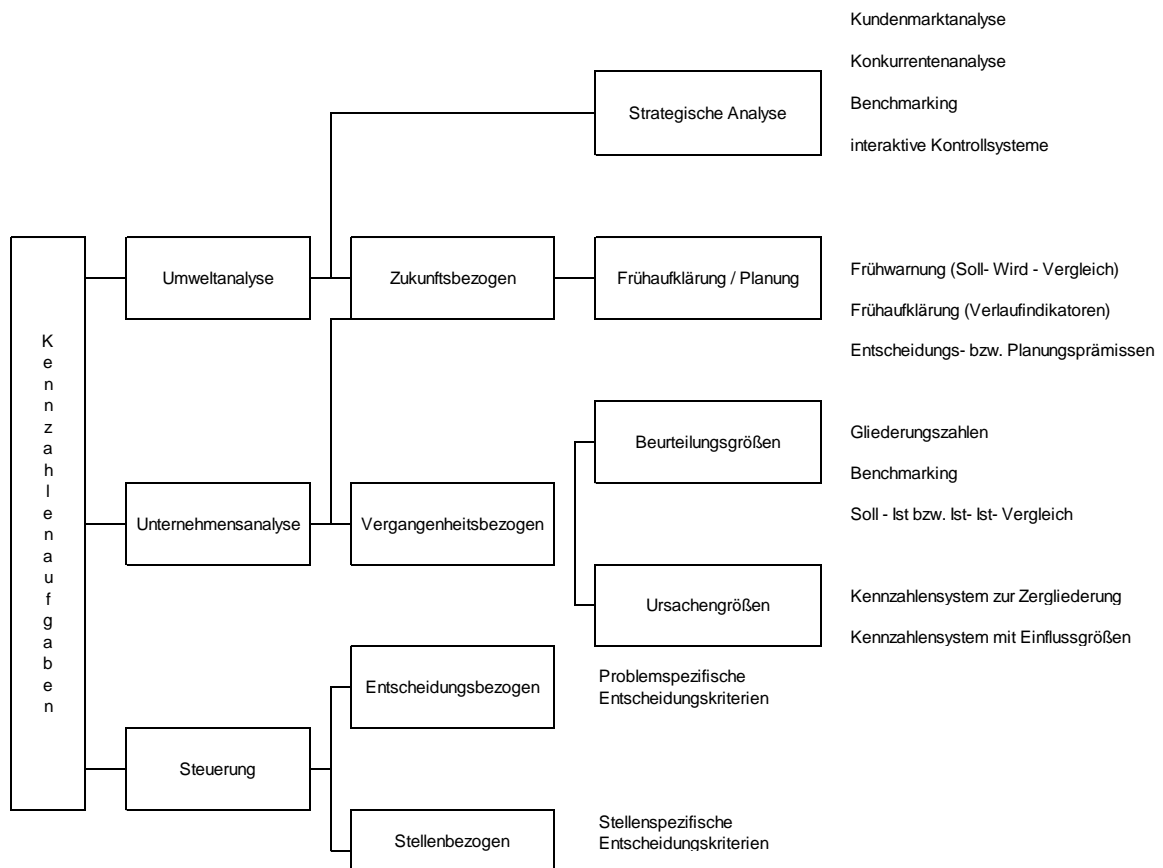 Kennzahlenaufgaben
Umweltanalyse
Unternehmensanalyse
Steuerung
Zukunftsbezogen
Vergangenheitsbezogen
Entscheidungsbezogen
Stellenbezogen
Strategische Analyse
Kundenmarktanalyse
Konkurrentenanalyse
Benchmarking
interaktive Kontrollsysteme
Frühaufklärung / Planung
Frühwarnung (Soll- Wird - Vergleich)
Frühaufklärung (Verlaufindikatoren)
Entscheidungs- bzw. Planungsprämissen
Beurteilungsgrößen
Gliederungszahlen
Benchmarking
Soll - Ist bzw. Ist- Ist- Vergleich
Ursachengrößen
Kennzahlensystem zur Zergliederung
Kennzahlensystem mit Einflussgrößen
Problemspezifische
Entscheidungskriterien
Stellenspezifische
Entscheidungskriterien